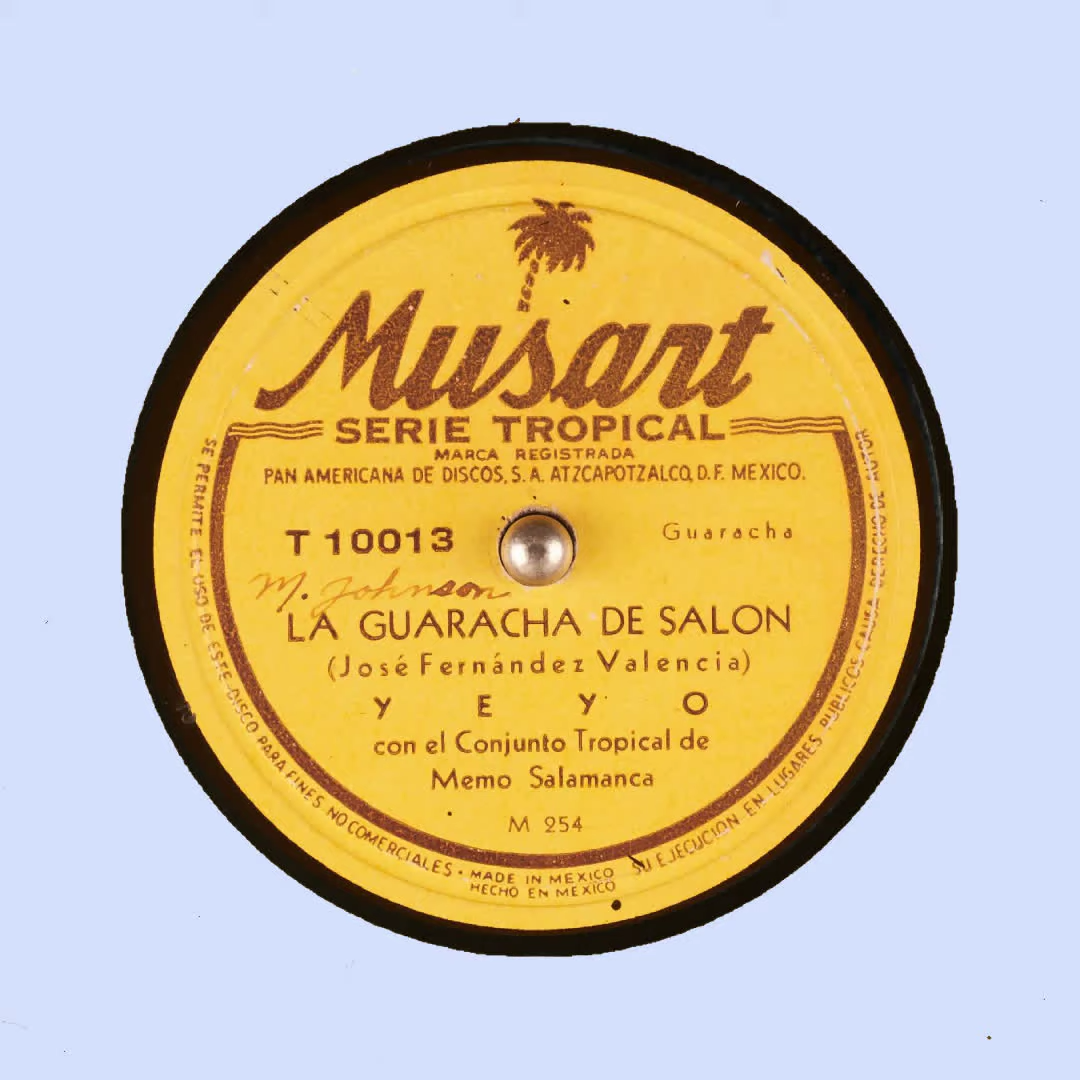 Musart
SERIE TROPICAL
MARCA REGISTRADA
PAN AMERICANA DE DISCOS, S. A. ATZCAPOTZALCO, D. F. MEXICO.
T 10013
Guaracha
M. Johnson
LA GUARACHA DE SALON
(José Fernández Valencia)
Y E Y O
con el Conjunto Tropical de
Memo Salamanca
M 254
SE PERMITE EL USO DE ESTE DISCO PARA FINES NO COMERCIALES • SU EJECUCION EN LUGARES PUBLICOS CAUSA DERECHO DE AUTOR
MADE IN MEXICO
HECHO EN MEXICO